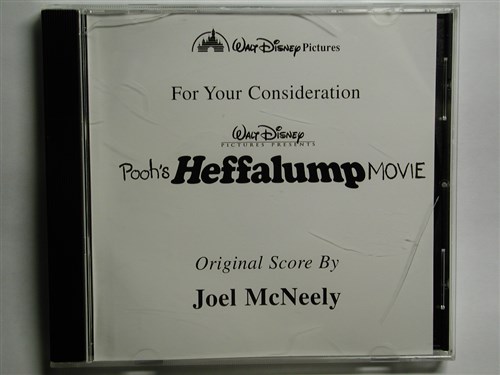 WALT DISNEY Pictures
For Your Consideration
WALT DISNEY
PICTURES PRESENTS
Pooh's Heffalump MOVIE
Original Score By
Joel McNeely